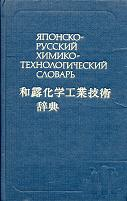 ЯПОНСКО-
РУССКИЙ
ХИМИКО-
ТЕХНОЛОГИЧЕСКИЙ
СЛОВАРЬ
和露化学工業技術
辞典